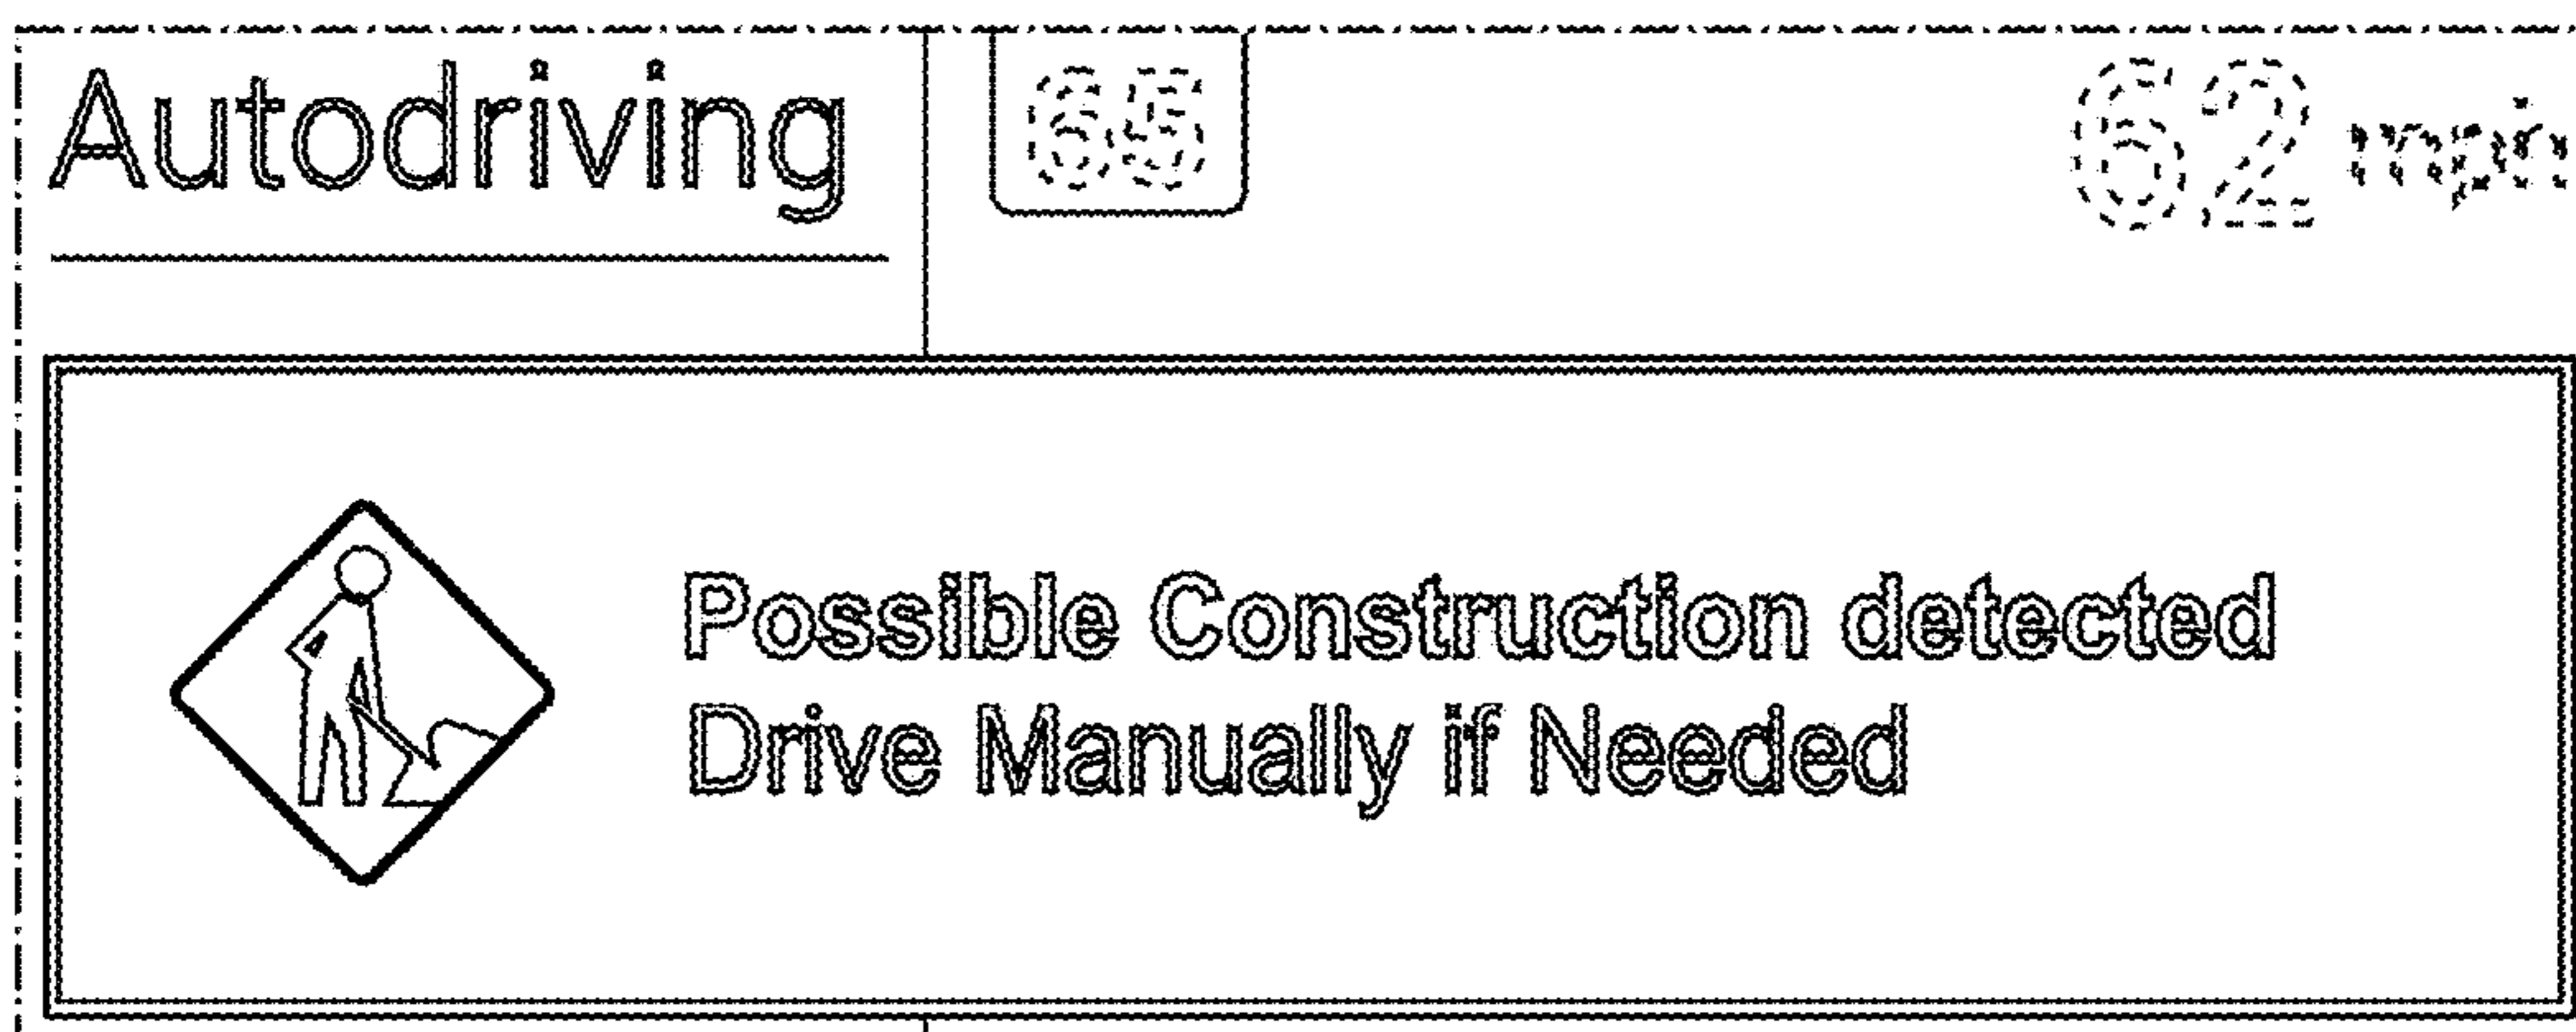 Autodriving
65
62 mph
Possible Construction detected
Drive Manually if Needed